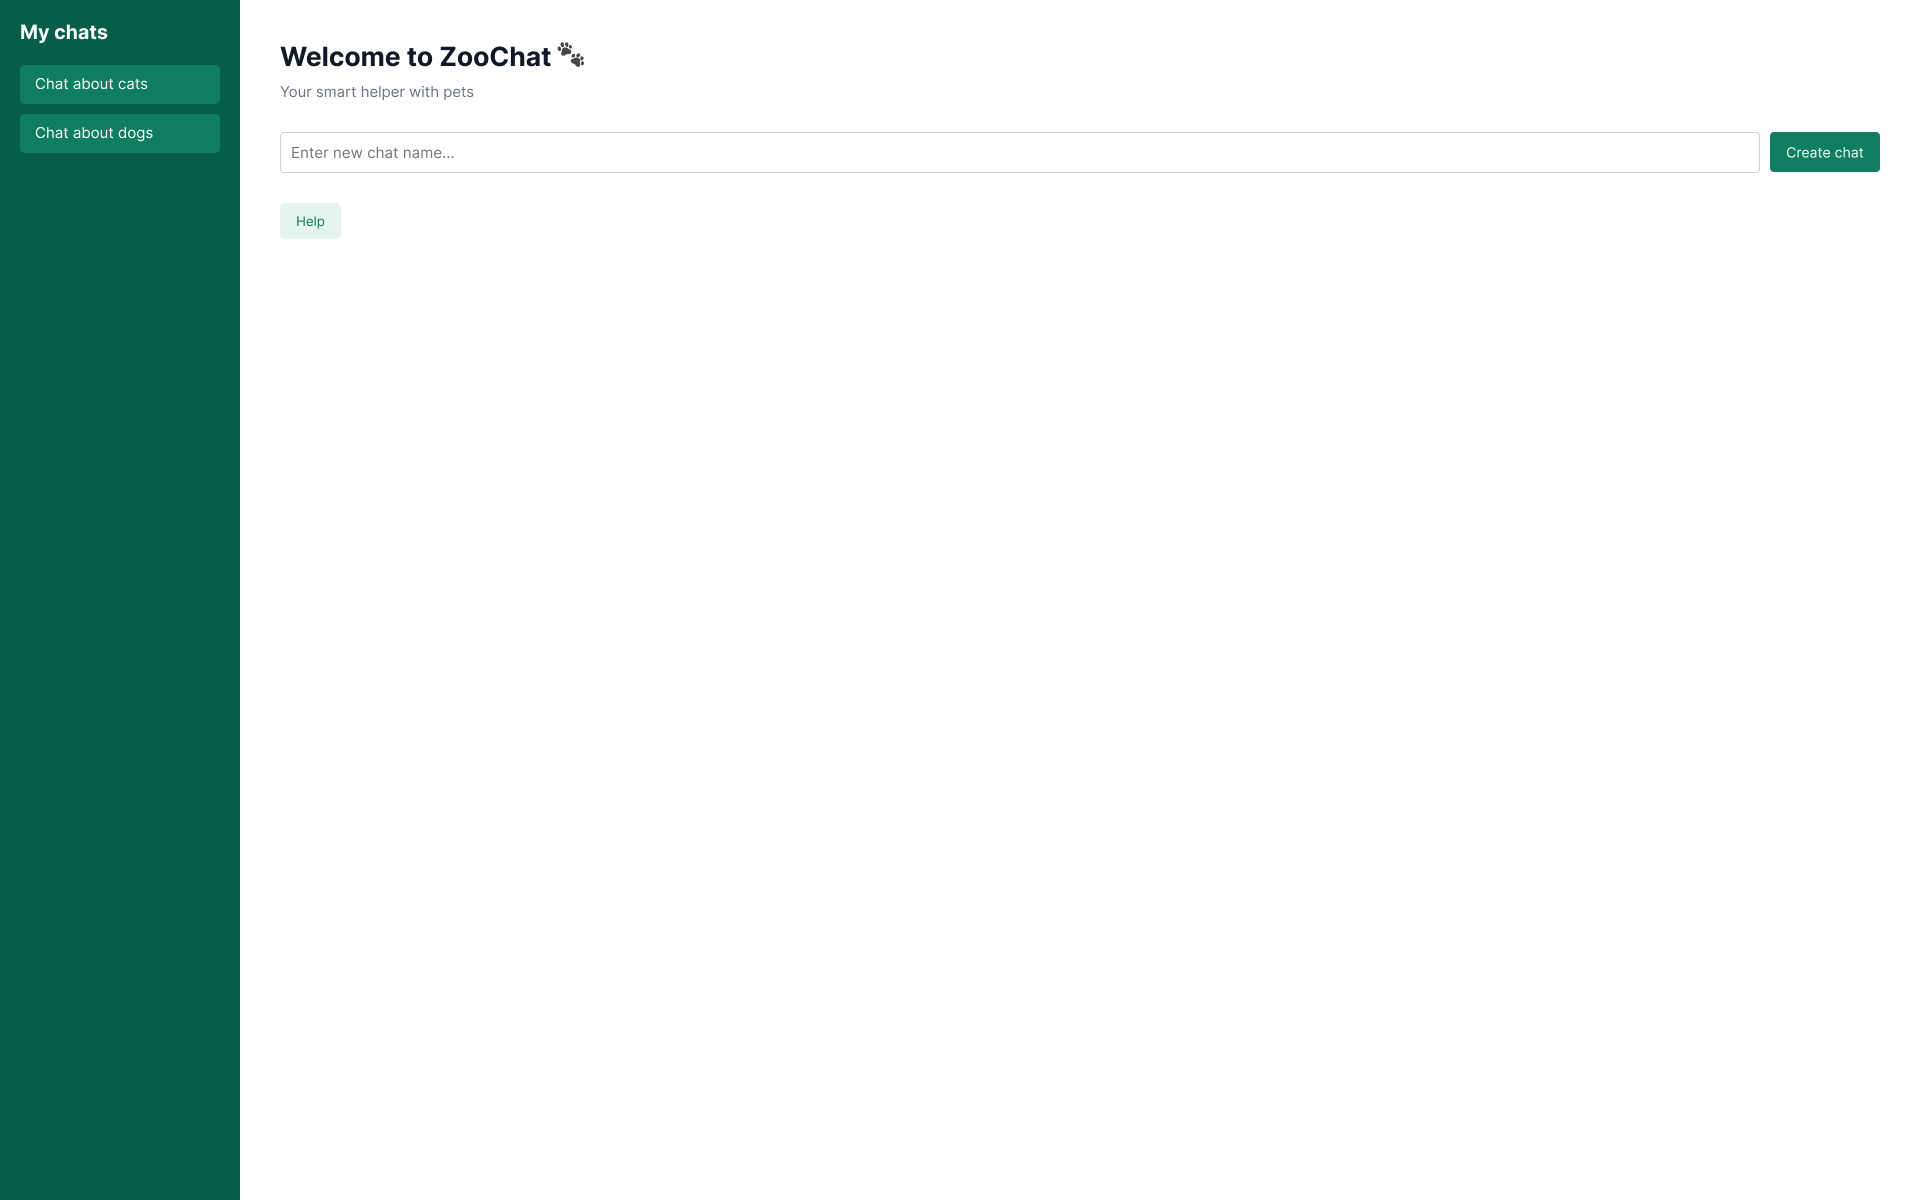 My chats
Chat about cats
Chat about dogs
Welcome to ZooChat 🐾
Your smart helper with pets
Enter new chat name...
Create chat
Help